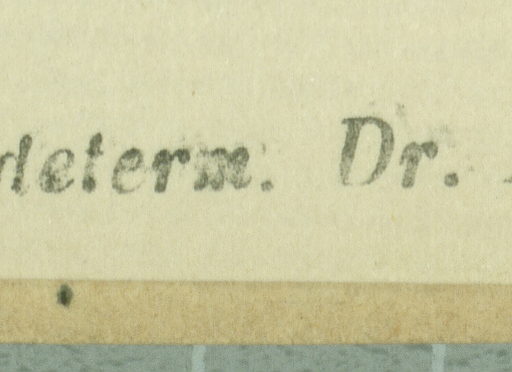 determ. Dr.